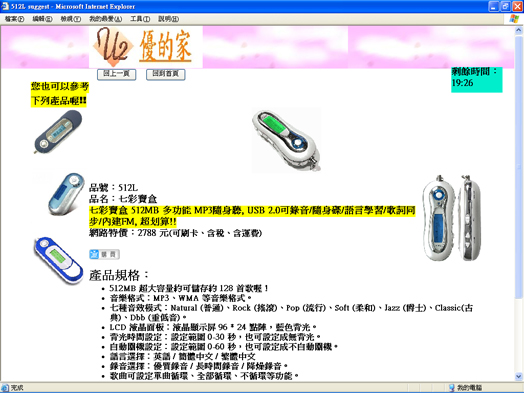 512L suggest - Microsoft Internet Explorer
檔案(F) 編輯(E) 檢視(V) 我的最愛(A) 工具(T) 說明(H)
U2 優的家
回上一頁 回到首頁
剩餘時間：
19:26
您也可以參考
下列產品喔!!
品號：512L
品名：七彩寶盒
七彩寶盒 512MB 多功能 MP3隨身聽, USB 2.0可錄音/隨身碟/語言學習/歌詞同
步/內建FM, 超划算!!
網路特價：2788 元(可刷卡、含稅、含運費)
購買
產品規格：
• 512MB 超大容量約可儲存約 128 首歌喔！
• 音樂格式：MP3、WMA 等音樂格式。
• 七種音效模式：Natural (普通)、Rock (搖滾)、Pop (流行)、Soft (柔和)、Jazz (爵士)、Classic(古
典)、Dbb (重低音)。
• LCD 液晶面板：液晶顯示屏 96 * 24 點陣，藍色背光。
• 背光時間設定：設定範圍 0-30 秒，也可設定成無背光。
• 自動關機設定：設定範圍 0-60 秒，也可設定成不自動關機。
• 語言選擇：英語 / 簡體中文 / 繁體中文
• 錄音選擇：優質錄音 / 長時間錄音 / 降燥錄音。
• 歌曲可設定單曲循環、全部循環、不循環等功能。
完成 我的電腦